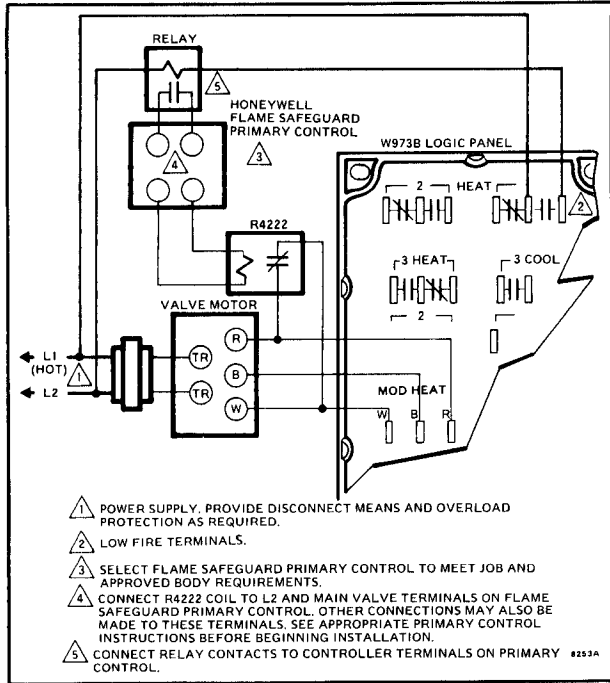 RELAY
5
HONEYWELL
FLAME SAFEGUARD
PRIMARY CONTROL
4
3
W973B LOGIC PANEL
2 HEAT
2
R4222
3 HEAT
3 COOL
2
VALVE MOTOR
R
TR
B
L1
(HOT)
1
L2
TR
W
MOD HEAT
W B R
1 POWER SUPPLY. PROVIDE DISCONNECT MEANS AND OVERLOAD
PROTECTION AS REQUIRED.
2 LOW FIRE TERMINALS.
3 SELECT FLAME SAFEGUARD PRIMARY CONTROL TO MEET JOB AND
APPROVED BODY REQUIREMENTS.
4 CONNECT R4222 COIL TO L2 AND MAIN VALVE TERMINALS ON FLAME
SAFEGUARD PRIMARY CONTROL. OTHER CONNECTIONS MAY ALSO BE
MADE TO THESE TERMINALS. SEE APPROPRIATE PRIMARY CONTROL
INSTRUCTIONS BEFORE BEGINNING INSTALLATION.
5 CONNECT RELAY CONTACTS TO CONTROLLER TERMINALS ON PRIMARY
CONTROL.
8253A